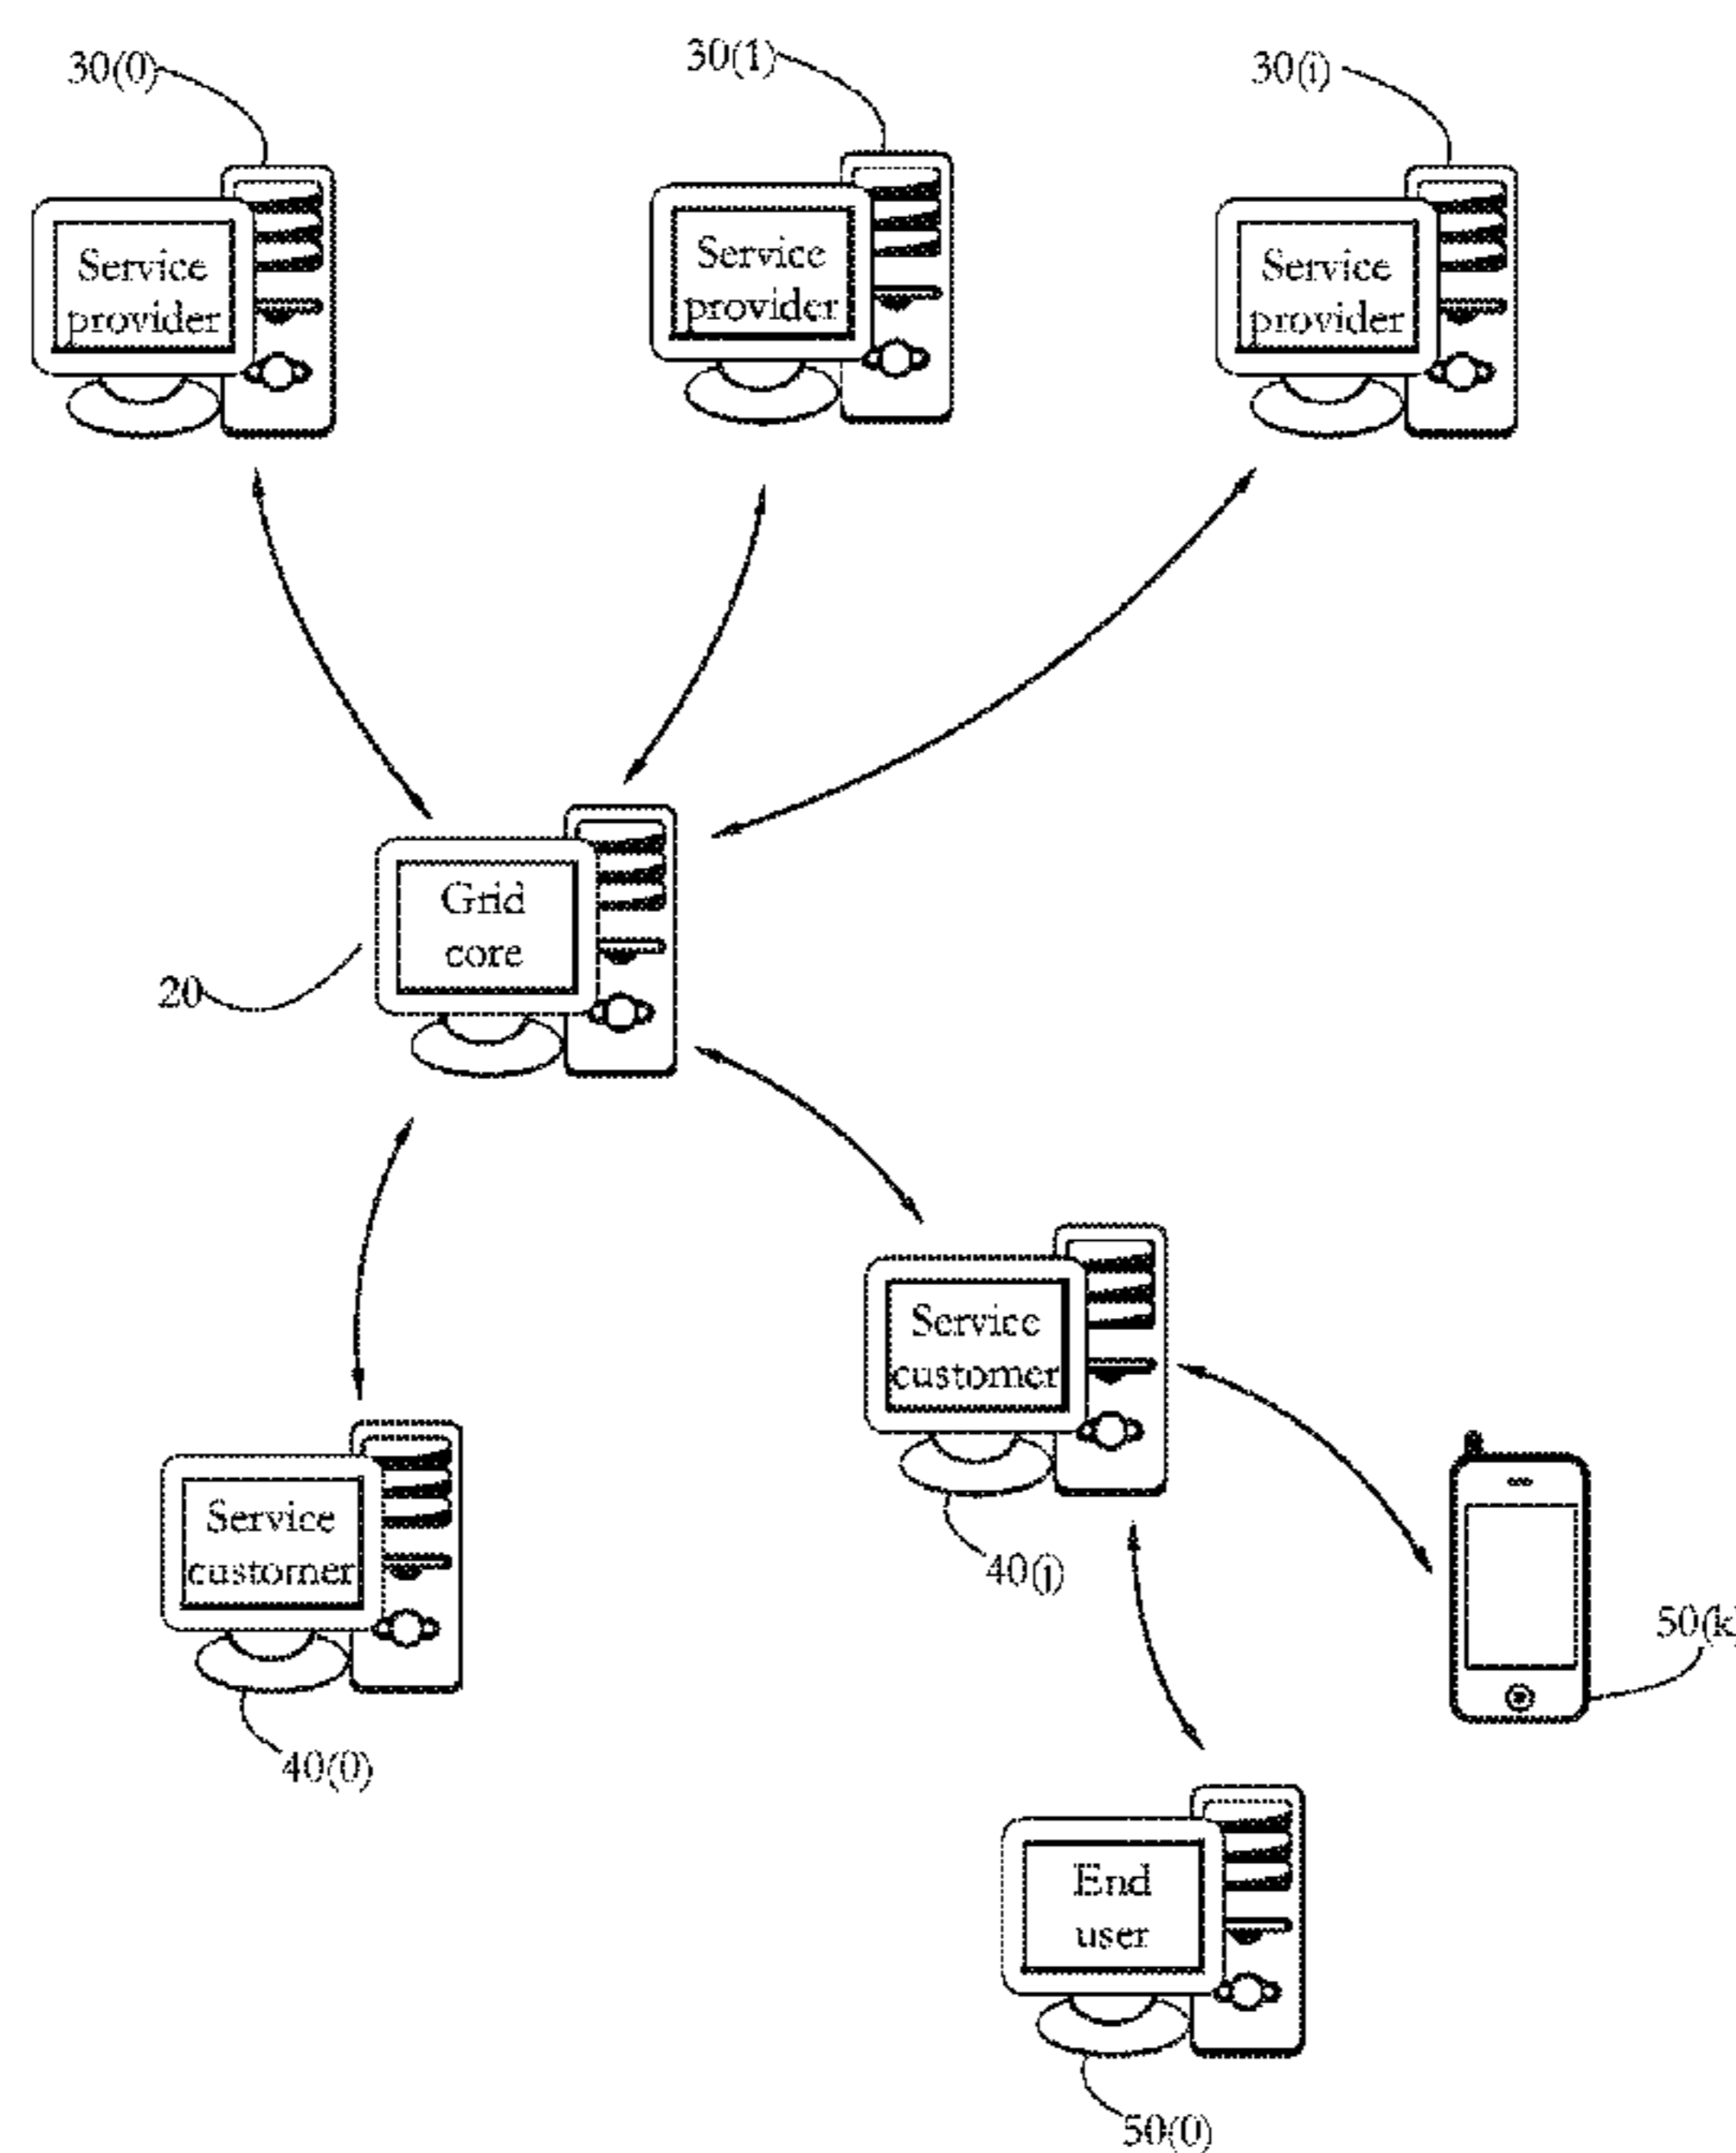 30(0)
30(1)
30(i)
Service
provider
Service
provider
Service
provider
Grid
core
20
Service
customer
40(j)
Service
customer
40(0)
50(k)
End
user
50(0)